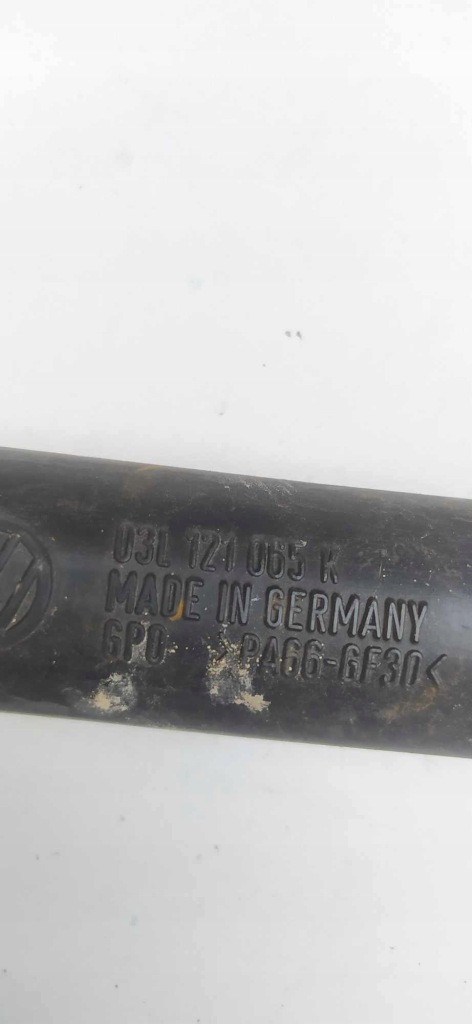 03L 121 065 K
MADE IN GERMANY
GPO >PA66-GF30<